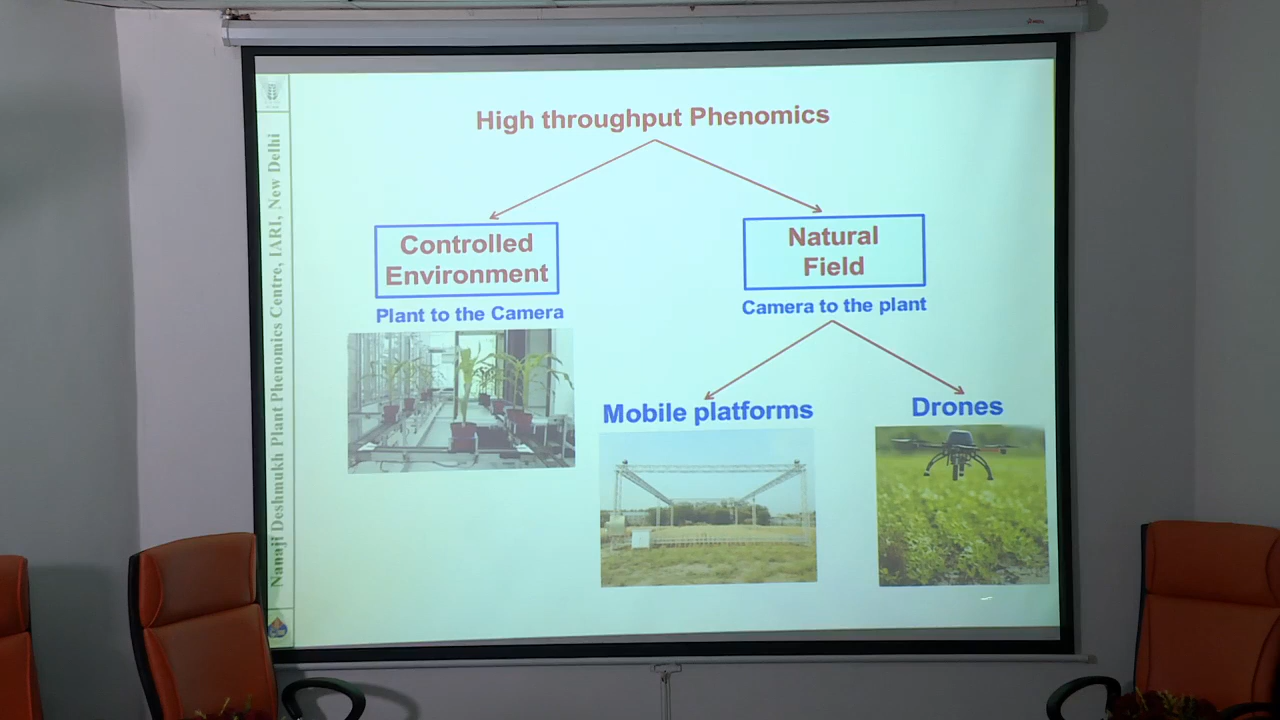 High throughput Phenomics
Controlled
Environment
Plant to the Camera
Natural
Field
Camera to the plant
Mobile platforms
Drones
Nanaji Deshmukh Plant Phenomics Centre, IARI, New Delhi